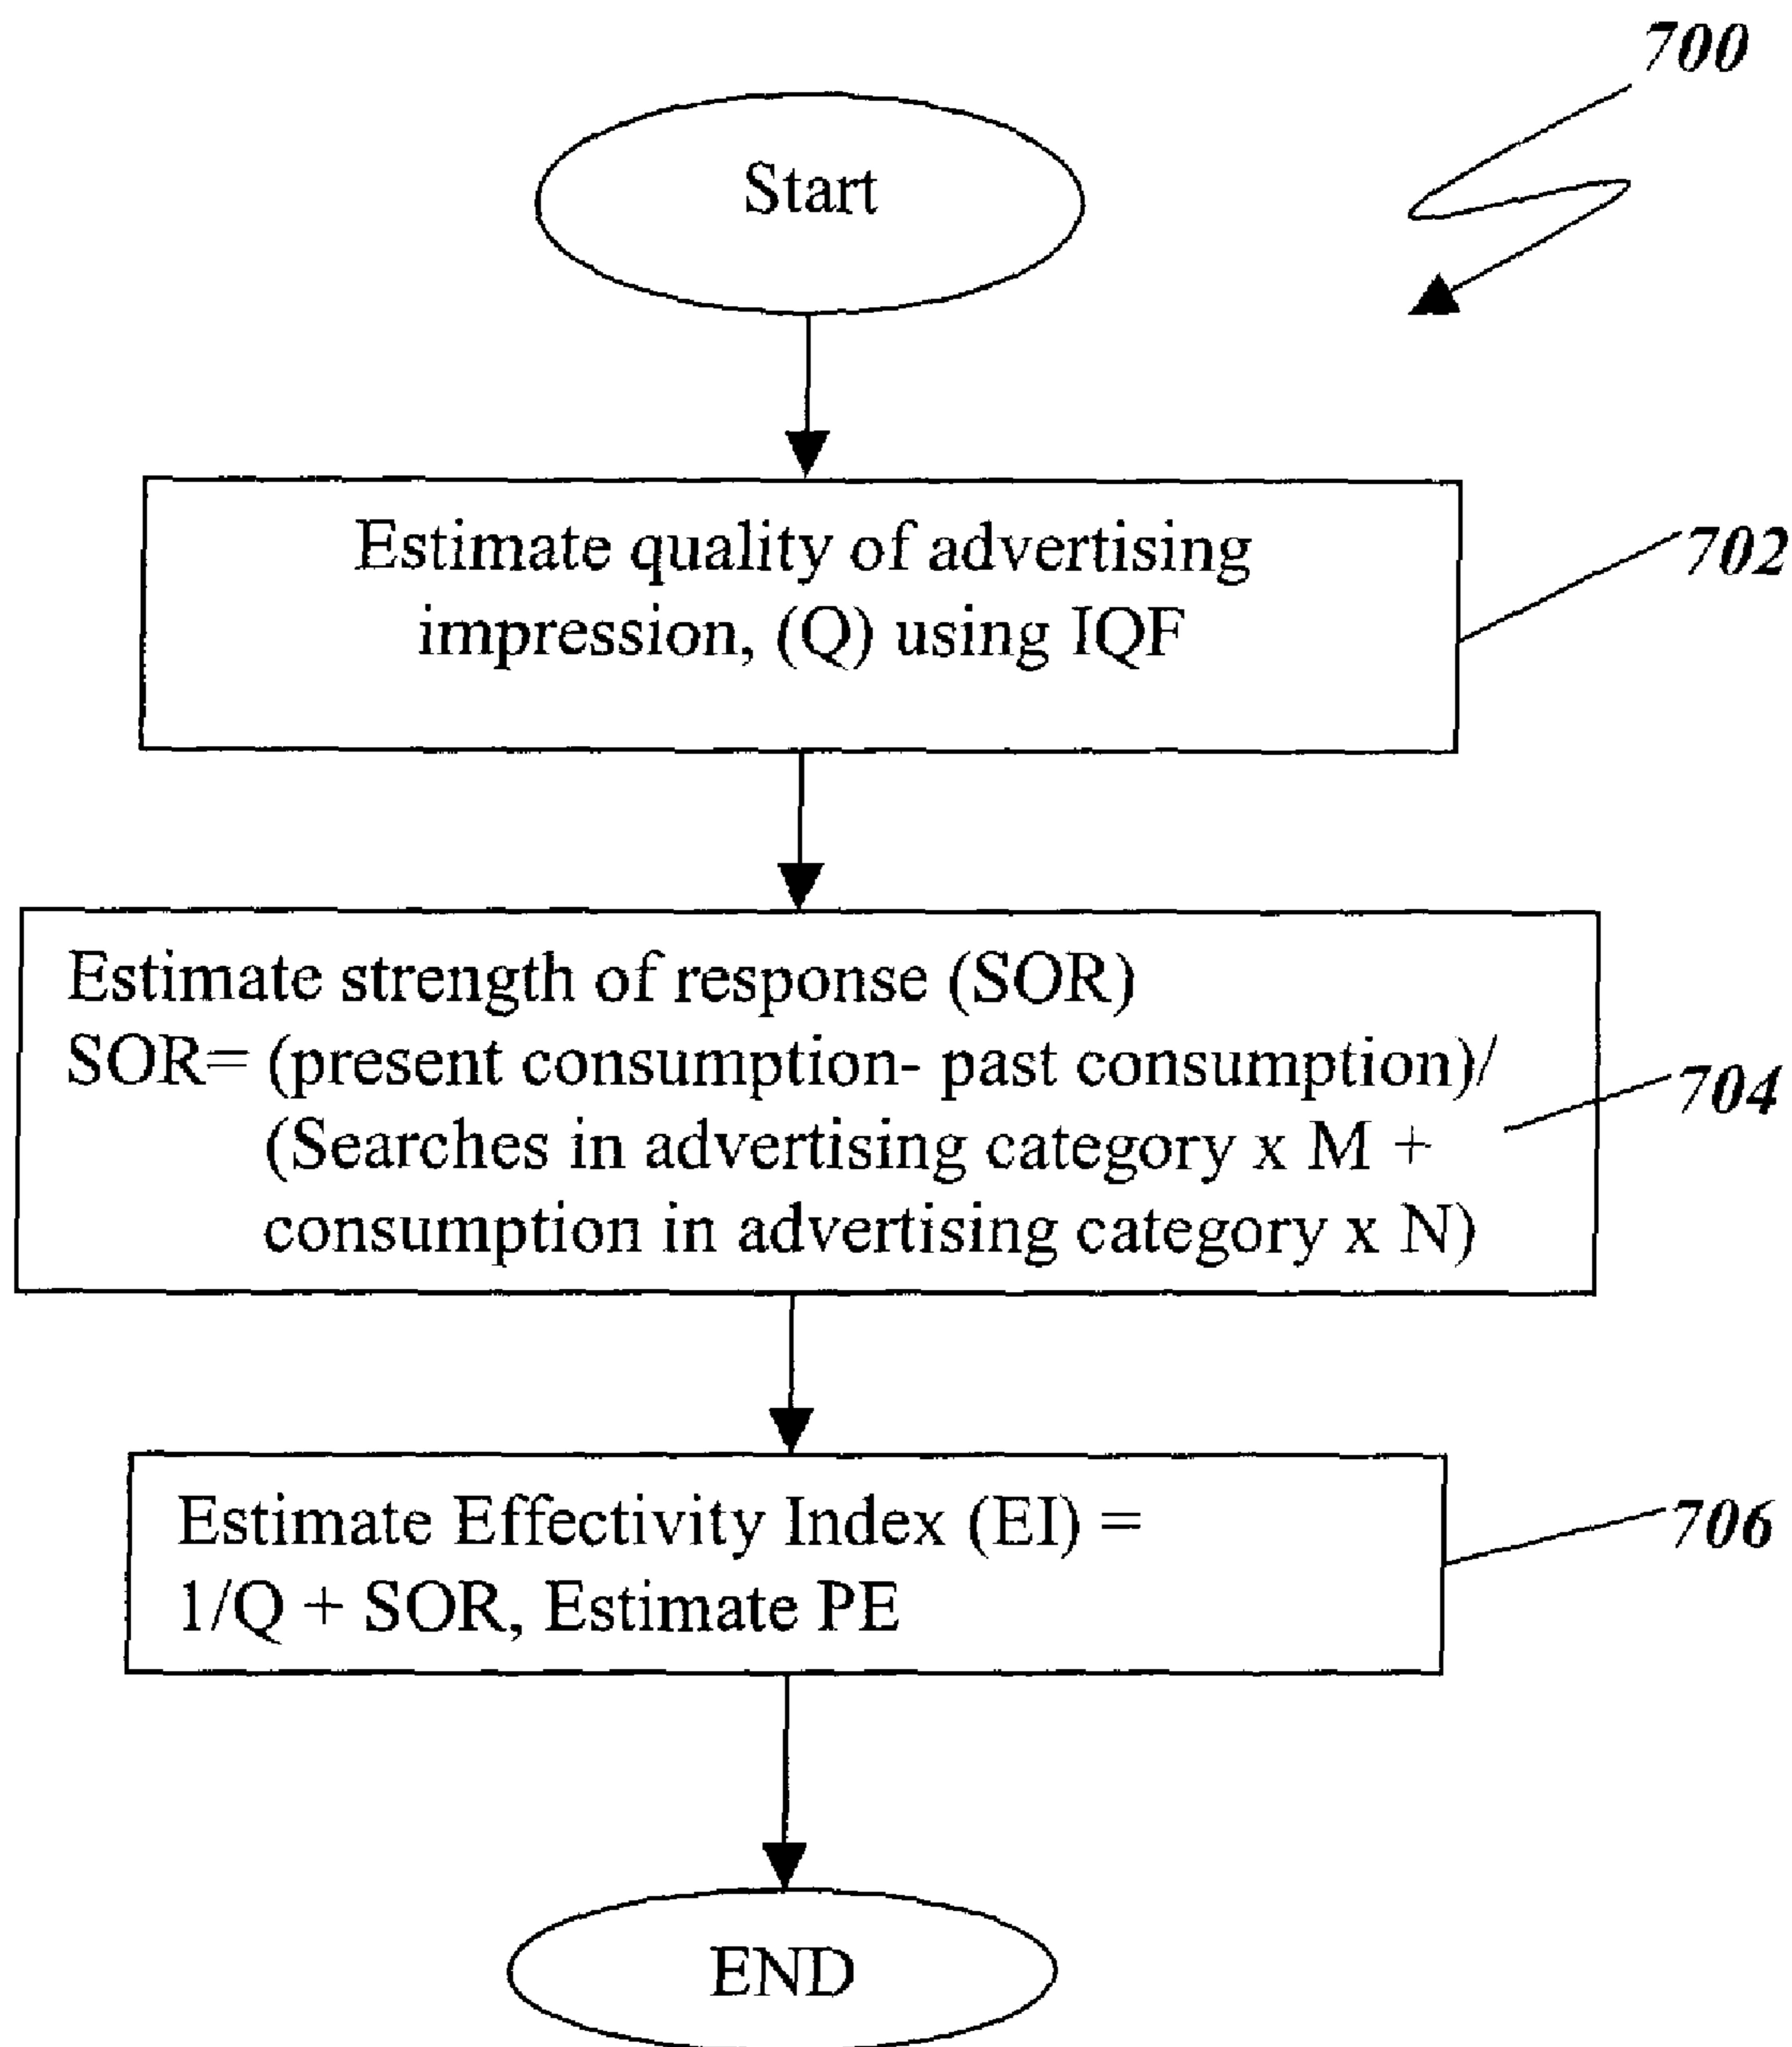 700
Start
Estimate quality of advertising
impression, (Q) using IQF
702
Estimate strength of response (SOR)
SOR= (present consumption- past consumption)/
(Searches in advertising category x M +
consumption in advertising category x N)
704
Estimate Effectivity Index (EI) =
1/Q + SOR, Estimate PE
706
END